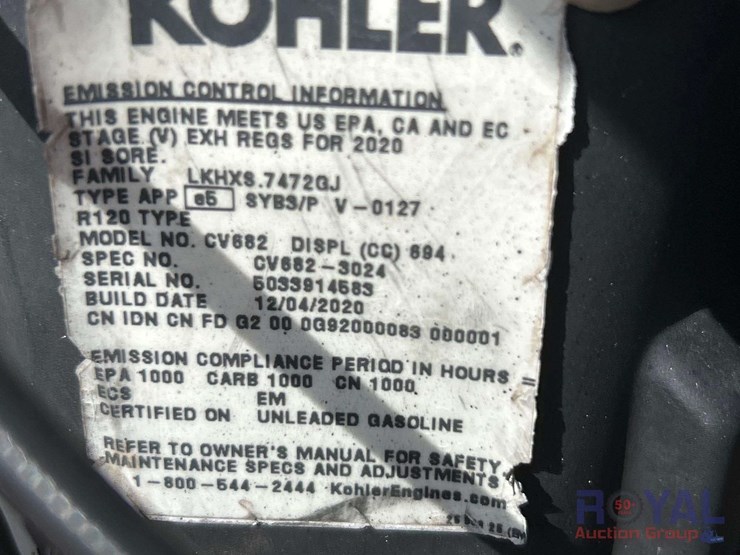 KOHLER®
EMISSION CONTROL INFORMATION
THIS ENGINE MEETS US EPA, CA AND EC
STAGE (V) EXH REGS FOR 2020
SI SORE.
FAMILY LKHXS.7472GJ
TYPE APP e5 SYBS/P V-0127
R120 TYPE
MODEL NO. CV682 DISPL (CC) 694
SPEC NO. CV682-3024
SERIAL NO. 5033914583
BUILD DATE 12/04/2020
CN IDN CN FD G2 00 0G92000083 000001
EMISSION COMPLIANCE PERIOD IN HOURS =
EPA 1000 CARB 1000 CN 1000
ECS EM
CERTIFIED ON UNLEADED GASOLINE
REFER TO OWNER'S MANUAL FOR SAFETY,
MAINTENANCE SPECS AND ADJUSTMENTS
1-800-544-2444 KohlerEngines.com
ROYAL
Auction Group